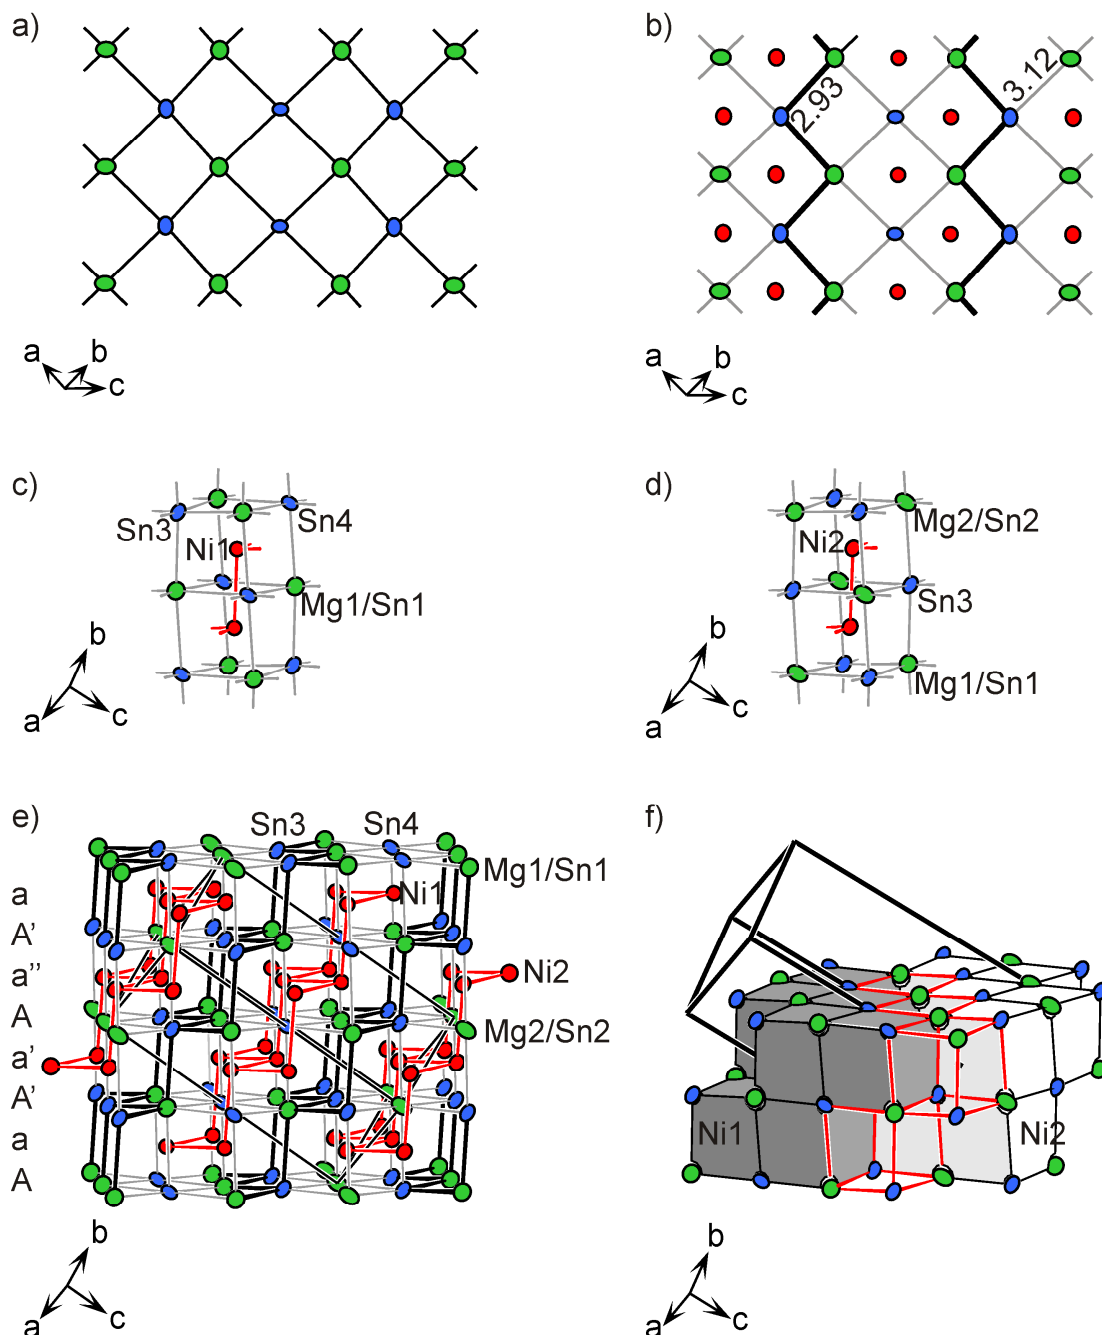 a)
b)
2.93
3.12
a
b
c
a
b
c
c)
Sn3
Sn4
Ni1
Mg1/Sn1
b
a
c
d)
Mg2/Sn2
Ni2
Sn3
Mg1/Sn1
b
a
c
e)
Sn3
Sn4
Mg1/Sn1
a
Ni1
A'
a''
Ni2
A
Mg2/Sn2
a'
A'
a
A
b
a
c
f)
Ni1
Ni2
b
a
c